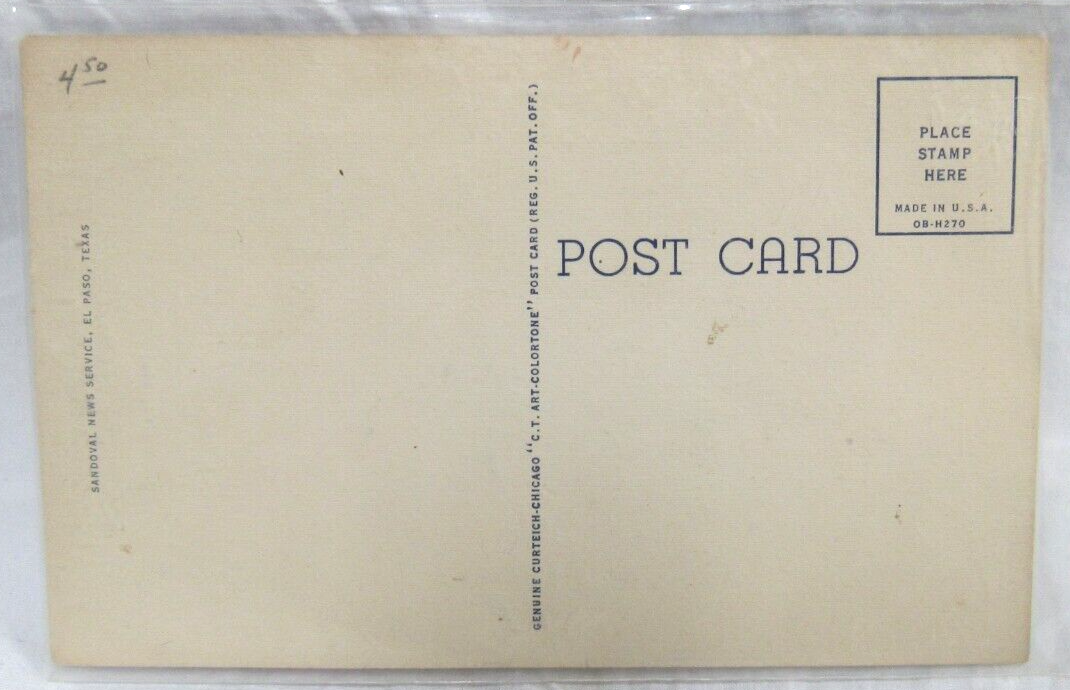 4 50
SANDOVAL NEWS SERVICE, EL PASO, TEXAS
GENUINE CURTEICH-CHICAGO "C.T. ART-COLORTONE" POST CARD (REG. U.S. PAT. OFF.)
POST CARD
PLACE
STAMP
HERE
MADE IN U.S.A.
OB-H270